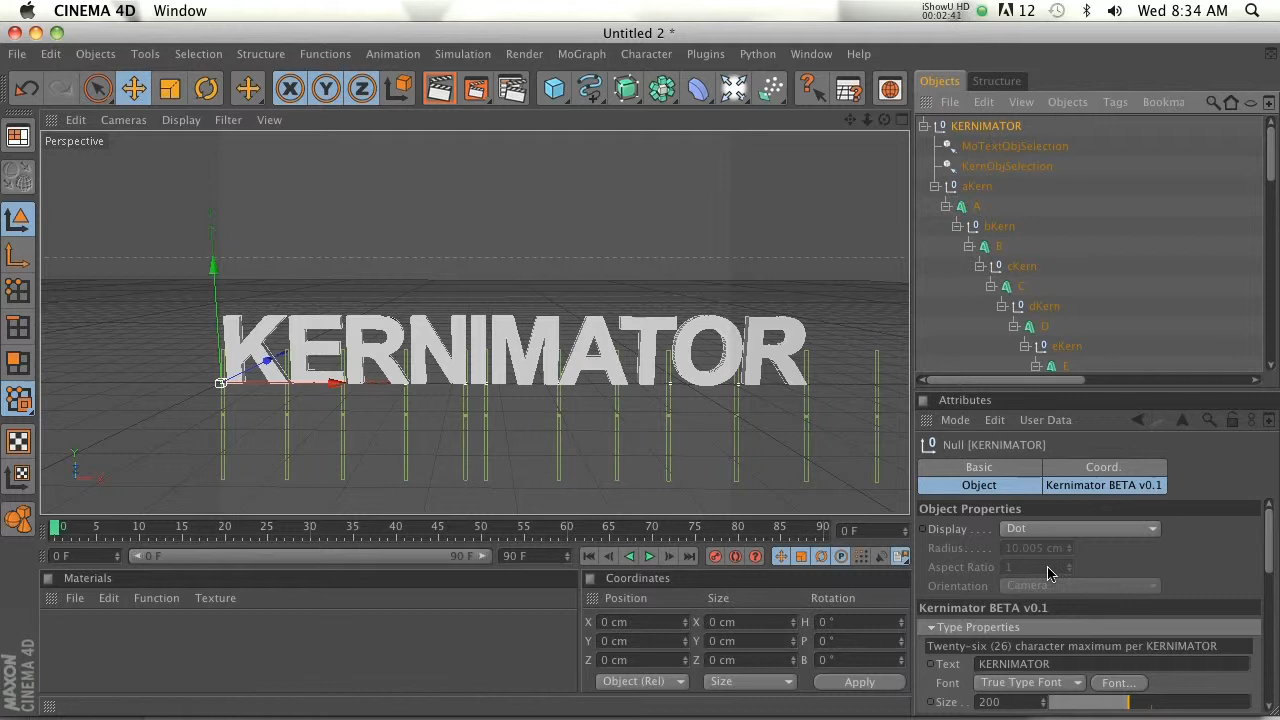 CINEMA 4D Window
iShowU HD 00:02:41
12
Wed 8:34 AM
Untitled 2 *
File Edit Objects Tools Selection Structure Functions Animation Simulation Render MoGraph Character Plugins Python Window Help
Objects Structure
File Edit View Objects Tags Bookma
Edit Cameras Display Filter View
Perspective
KERNIMATOR
MoTextObjSelection
KernObjSelection
aKern
A
bKern
B
cKern
C
dKern
D
eKern
E
KERNIMATOR
Attributes
Mode Edit User Data
Null [KERNIMATOR]
Basic Coord.
Object Kernimator BETA v0.1
Object Properties
Display . . . . Dot
Radius. . . . . 10.005 cm
Aspect Ratio 1
Orientation Camera
Kernimator BETA v0.1
Type Properties
Twenty-six (26) character maximum per KERNIMATOR
Text KERNIMATOR
Font True Type Font Font...
Size . . 200
0 5 10 15 20 25 30 35 40 45 50 55 60 65 70 75 80 85 90 0 F
0 F 0 F 90 F 90 F
Materials
File Edit Function Texture
Coordinates
Position Size Rotation
X 0 cm X 0 cm H 0 °
Y 0 cm Y 0 cm P 0 °
Z 0 cm Z 0 cm B 0 °
Object (Rel) Size Apply
MAXON CINEMA 4D